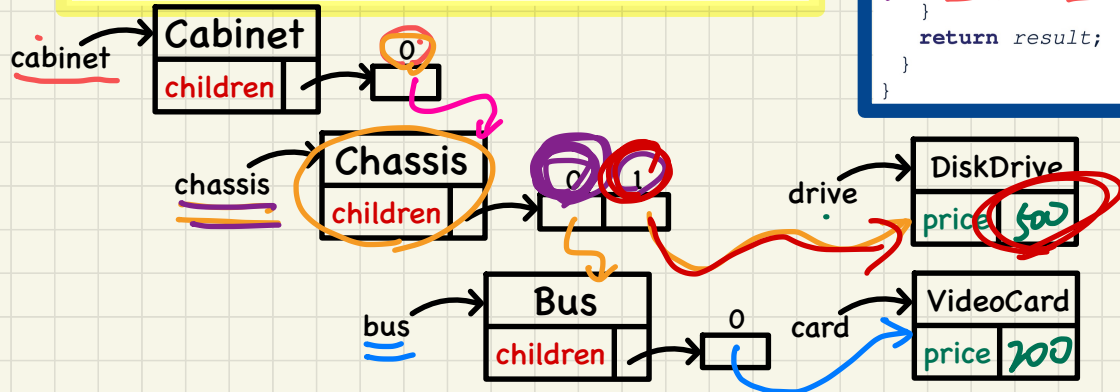 }
return result;
}
}
Cabinet
cabinet
children
0
Chassis
chassis
children
0 1
drive
DiskDrive
price 500
Bus
bus
children
0
card
VideoCard
price 200